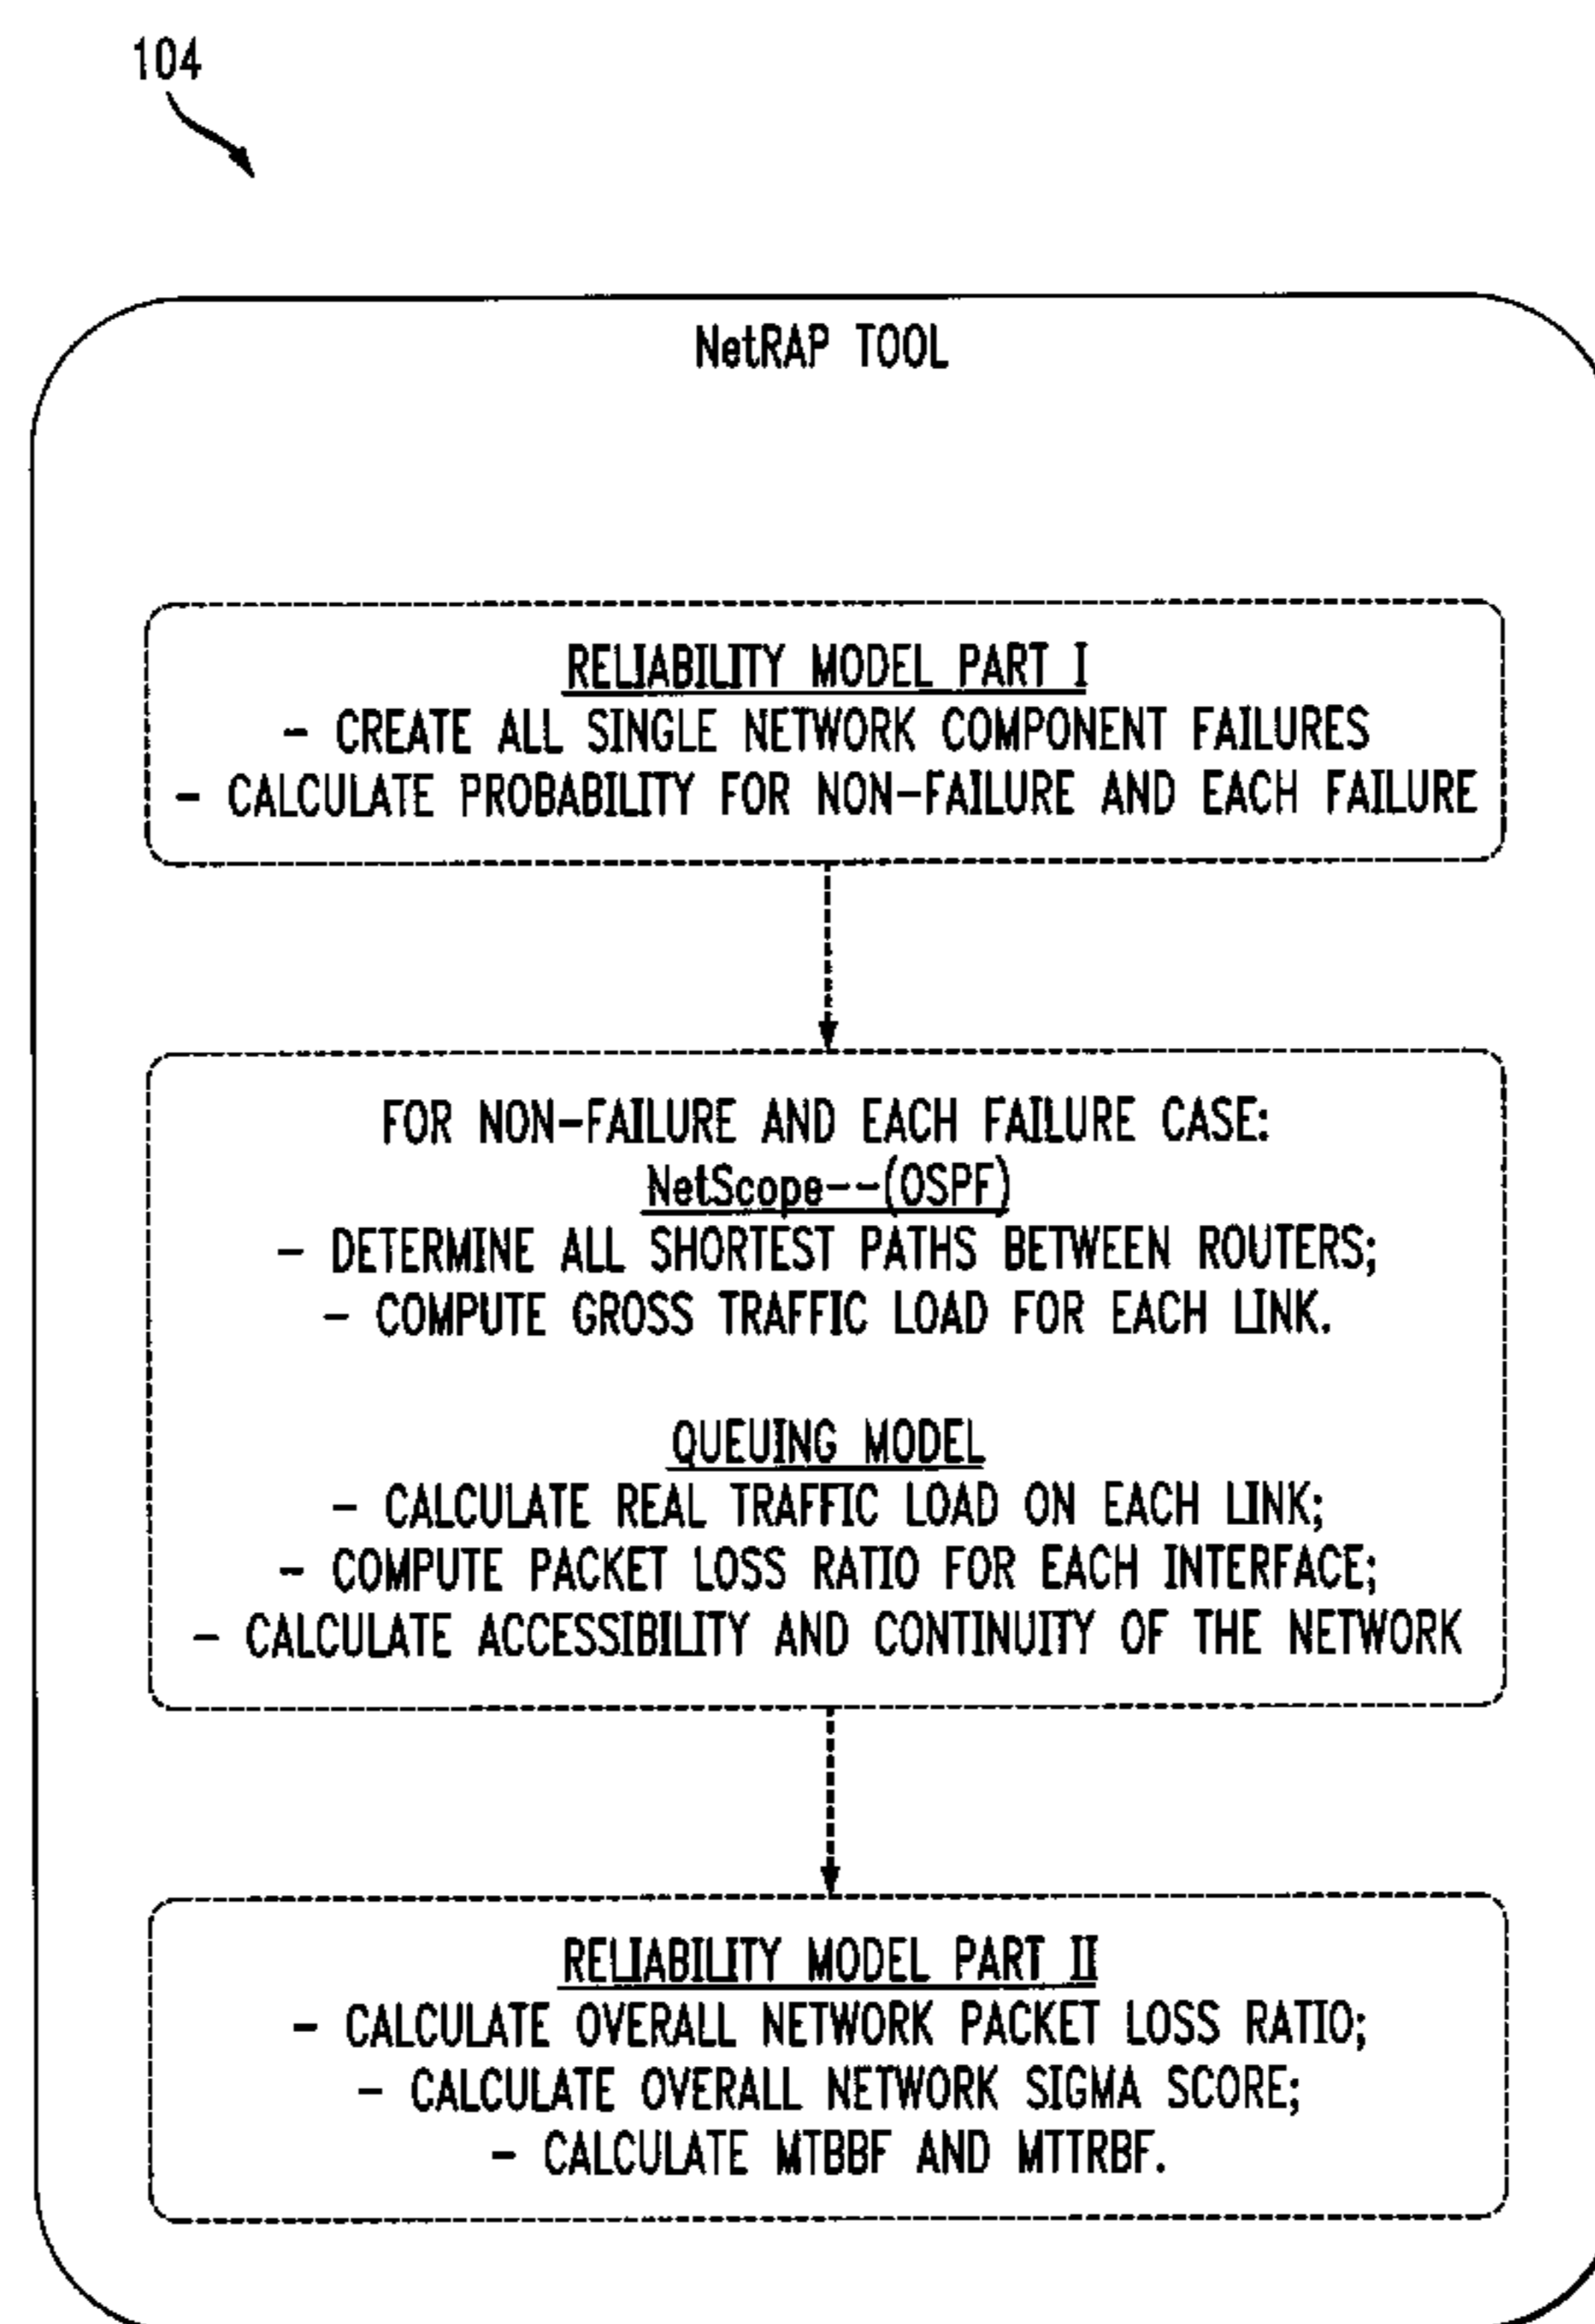 104
NetRAP TOOL
RELIABILITY MODEL PART I
- CREATE ALL SINGLE NETWORK COMPONENT FAILURES
- CALCULATE PROBABILITY FOR NON-FAILURE AND EACH FAILURE
FOR NON-FAILURE AND EACH FAILURE CASE:
NetScope--(OSPF)
- DETERMINE ALL SHORTEST PATHS BETWEEN ROUTERS;
- COMPUTE GROSS TRAFFIC LOAD FOR EACH LINK.
QUEUING MODEL
- CALCULATE REAL TRAFFIC LOAD ON EACH LINK;
- COMPUTE PACKET LOSS RATIO FOR EACH INTERFACE;
- CALCULATE ACCESSIBILITY AND CONTINUITY OF THE NETWORK
RELIABILITY MODEL PART II
- CALCULATE OVERALL NETWORK PACKET LOSS RATIO;
- CALCULATE OVERALL NETWORK SIGMA SCORE;
- CALCULATE MTBBF AND MTTRBF.